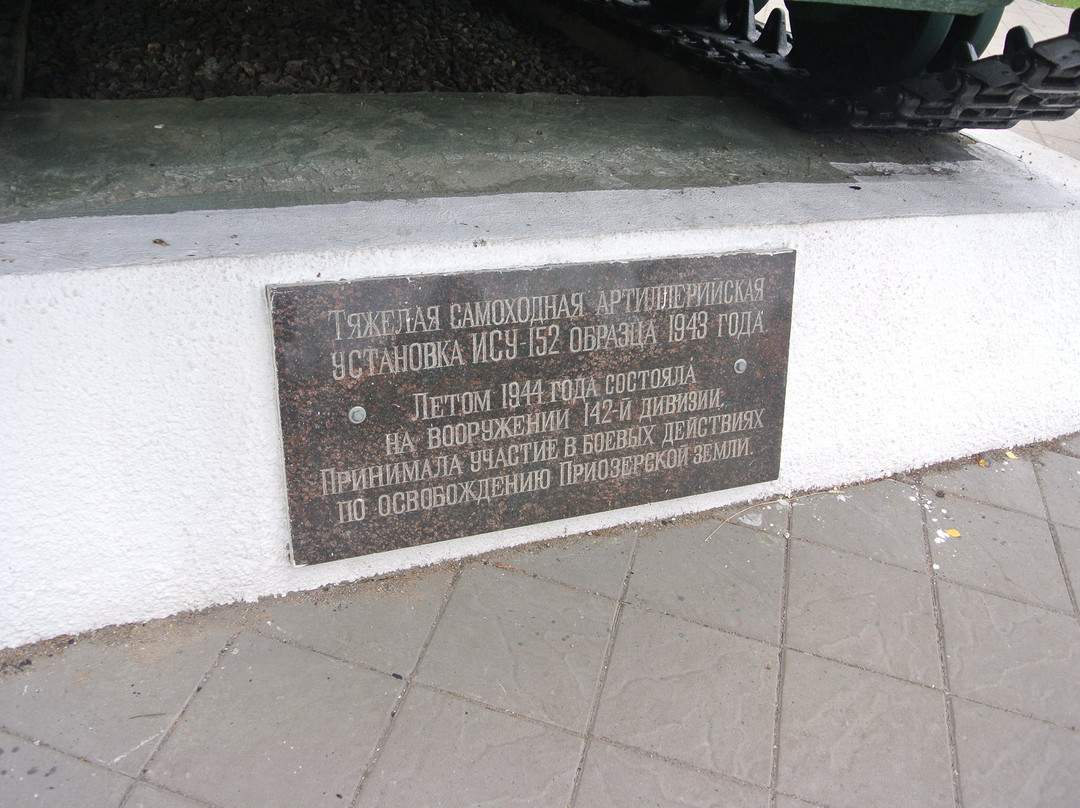 Тяжелая самоходная артиллерийская
установка ИСУ-152 образца 1943 года
Летом 1944 года состояла
на вооружении 142-й дивизии.
Принимала участие в боевых действиях
по освобождению Приозерской земли.